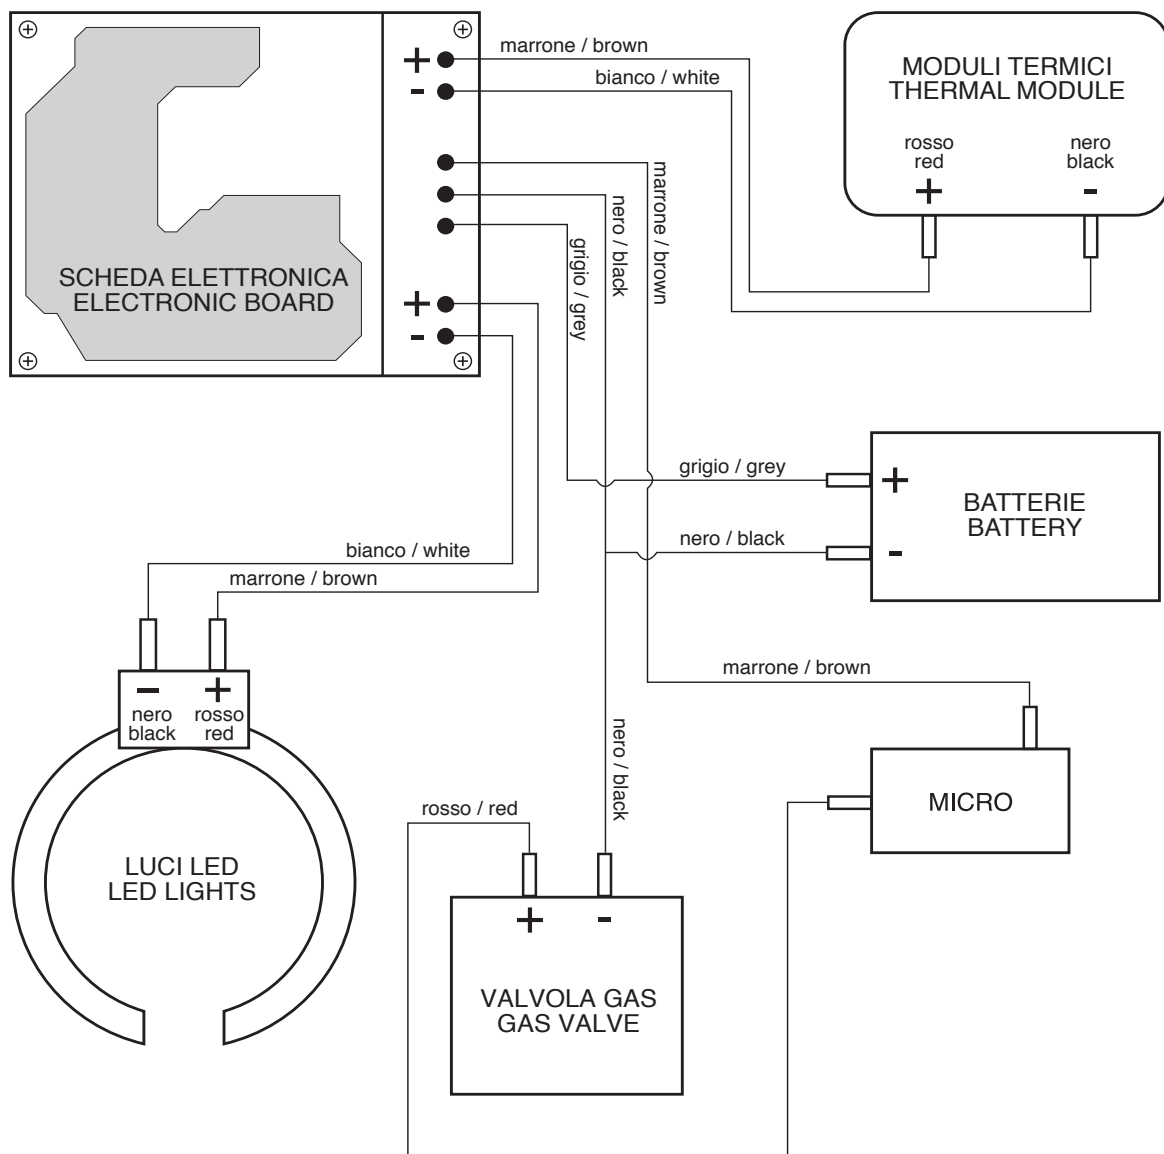 marrone / brown
bianco / white
+
-
MODULI TERMICI
THERMAL MODULE
rosso
red
+
nero
black
-
marrone / brown
nero / black
grigio / grey
SCHEDA ELETTRONICA
ELECTRONIC BOARD
+
-
grigio / grey
+
BATTERIE
BATTERY
nero / black
-
bianco / white
marrone / brown
-
nero
black
+
rosso
red
marrone / brown
nero / black
MICRO
rosso / red
LUCI LED
LED LIGHTS
+
-
VALVOLA GAS
GAS VALVE